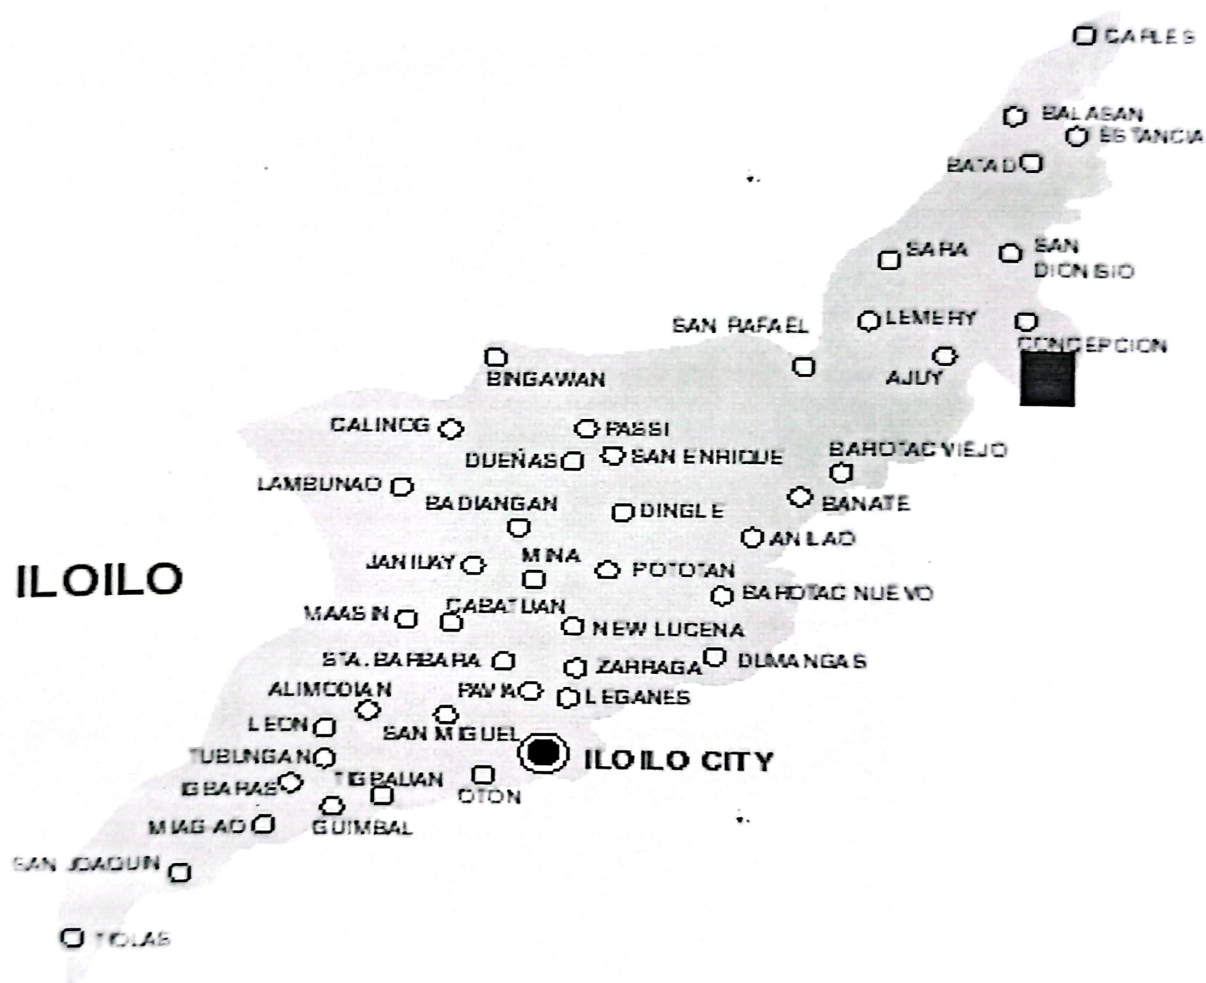 CARLES
BALASAN
ESTANCIA
BATAD
SARA
SAN
DIONISIO
SAN RAFAEL
LEMERY
CONCEPCION
AJUY
BINGAWAN
CALINOG
PASSI
DUEÑAS
SAN ENRIQUE
BAROTAC VIEJO
LAMBUNAO
BADIANGAN
DINGLE
BANATE
ANILAO
JANIUAY
MINA
POTOTAN
ILOILO
BAROTAC NUEVO
MAASIN
CABATUAN
NEW LUCENA
STA. BARBARA
ZARRAGA
DUMANGAS
ALIMODIAN
PAVIA
LEGANES
LEON
SAN MIGUEL
TUBUNGAN
ILOILO CITY
IGBARAS
TIGBAUAN
OTON
MIAG-AO
GUIMBAL
SAN JOAQUIN
TIOLAS